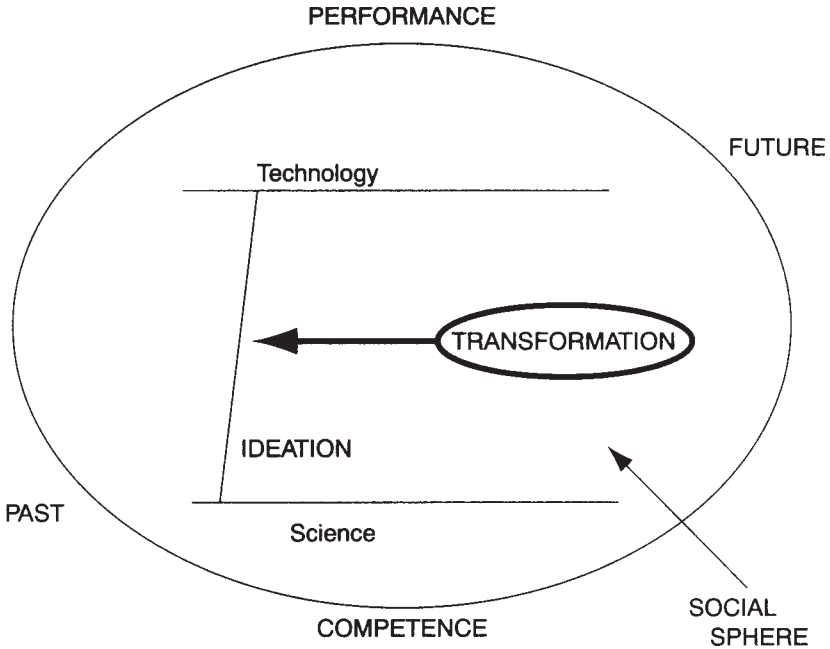 PERFORMANCE
FUTURE
Technology
TRANSFORMATION
IDEATION
PAST
Science
SOCIAL
SPHERE
COMPETENCE